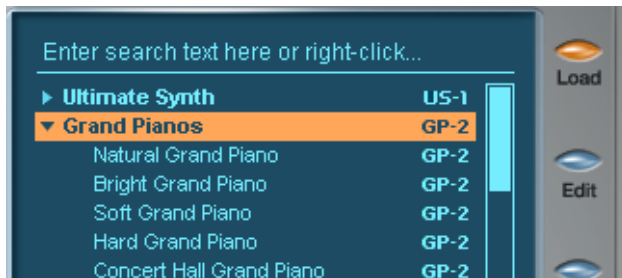 Enter search text here or right-click...
Load
Ultimate Synth US-1
Grand Pianos GP-2
Natural Grand Piano GP-2
Bright Grand Piano GP-2
Edit
Soft Grand Piano GP-2
Hard Grand Piano GP-2
Concert Hall Grand Piano GP-2